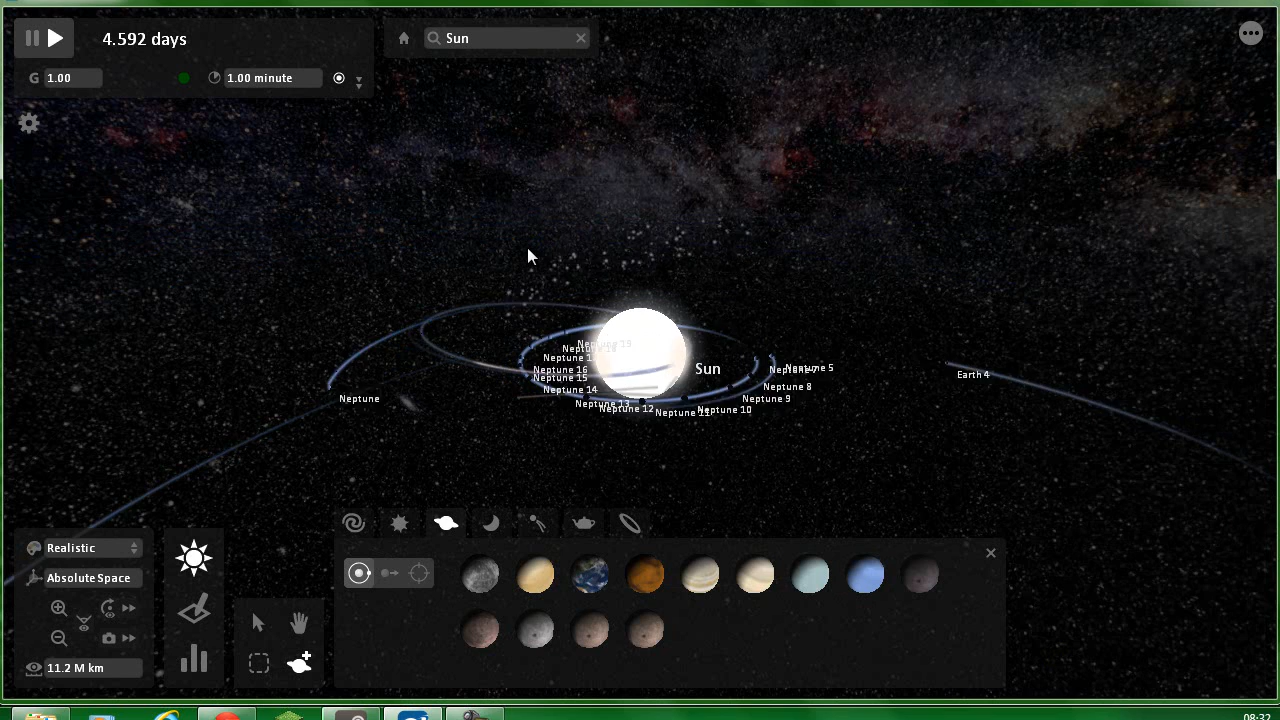 4.592 days
Sun
G 1.00
1.00 minute
Neptune 13
Neptune 16
Neptune 15
Neptune 14
Neptune 13
Neptune 12
Neptune 10
Neptune 9
Neptune 8
Neptune 5
Sun
Neptune
Earth 4
Realistic
Absolute Space
11.2 M km
08:32